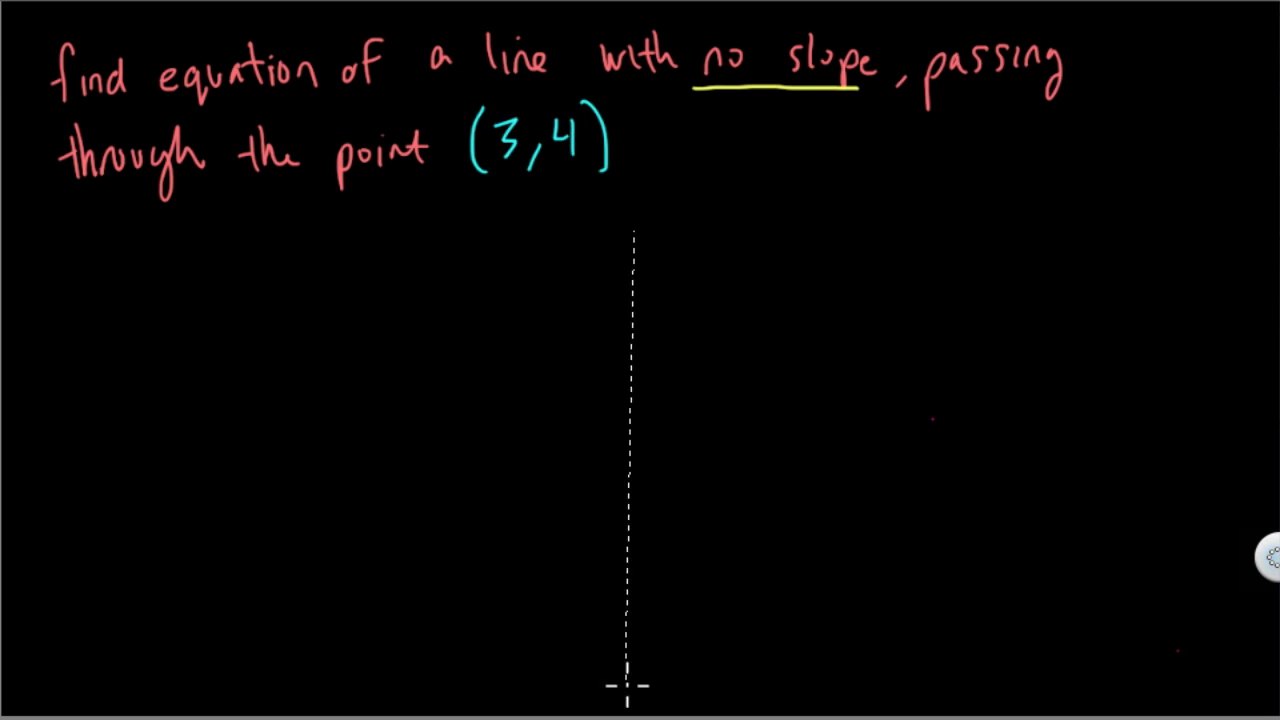 find equation of a line with no slope, passing
through the point (3,4)